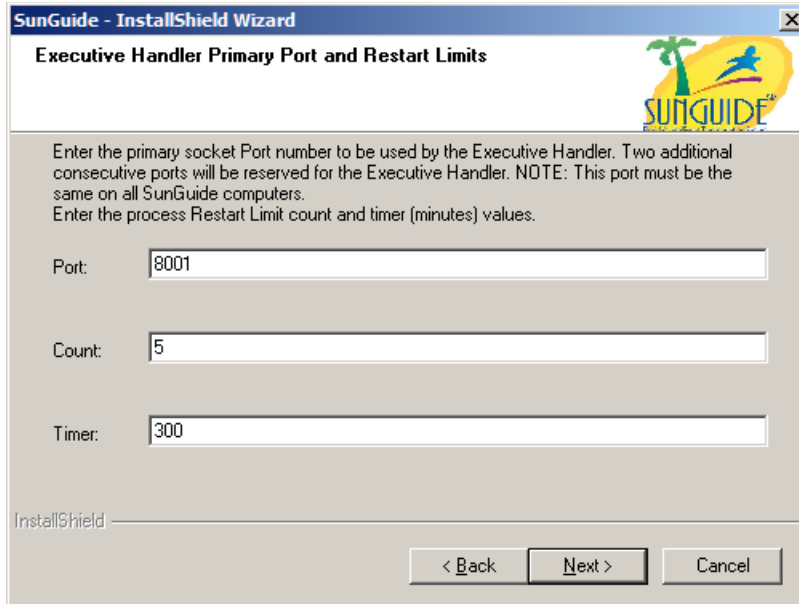 SunGuide - InstallShield Wizard
Executive Handler Primary Port and Restart Limits
SUNGUIDE
SM
Enter the primary socket Port number to be used by the Executive Handler. Two additional
consecutive ports will be reserved for the Executive Handler. NOTE: This port must be the
same on all SunGuide computers.
Enter the process Restart Limit count and timer (minutes) values.
Port: 8001
Count: 5
Timer: 300
InstallShield
< Back Next > Cancel